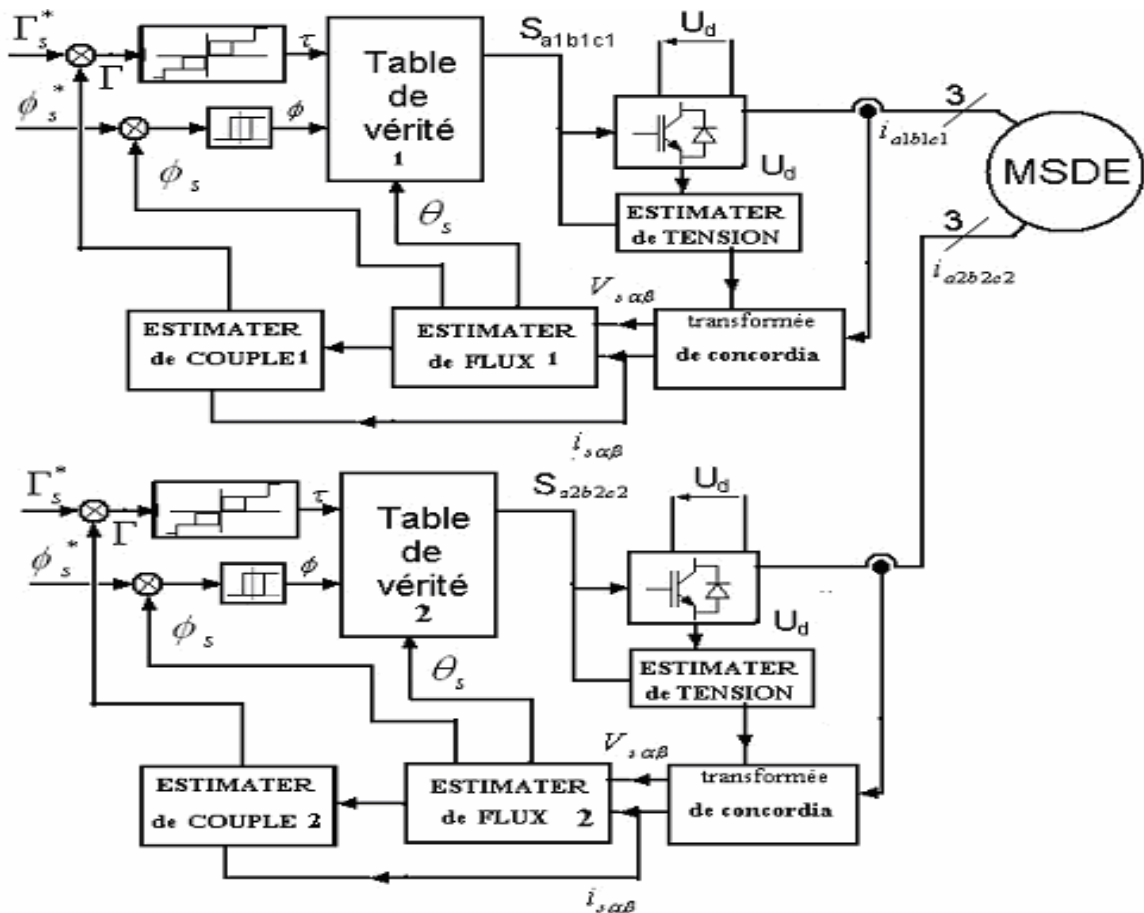 Γs*
Γ
τ
Table
de
vérité
1
Sa1b1c1
Ud
3
ia1b1c1
MSDE
ϕs*
ϕ
ϕs
θs
Ud
ESTIMATER
de TENSION
3
ia2b2c2
Vsαβ
ESTIMATER
de COUPLE 1
ESTIMATER
de FLUX 1
transformée
de concordia
isαβ
Γs*
Γ
τ
Table
de
vérité
2
Sa2b2c2
Ud
ϕs*
ϕ
ϕs
θs
Ud
ESTIMATER
de TENSION
Vsαβ
ESTIMATER
de COUPLE 2
ESTIMATER
de FLUX 2
transformée
de concordia
isαβ